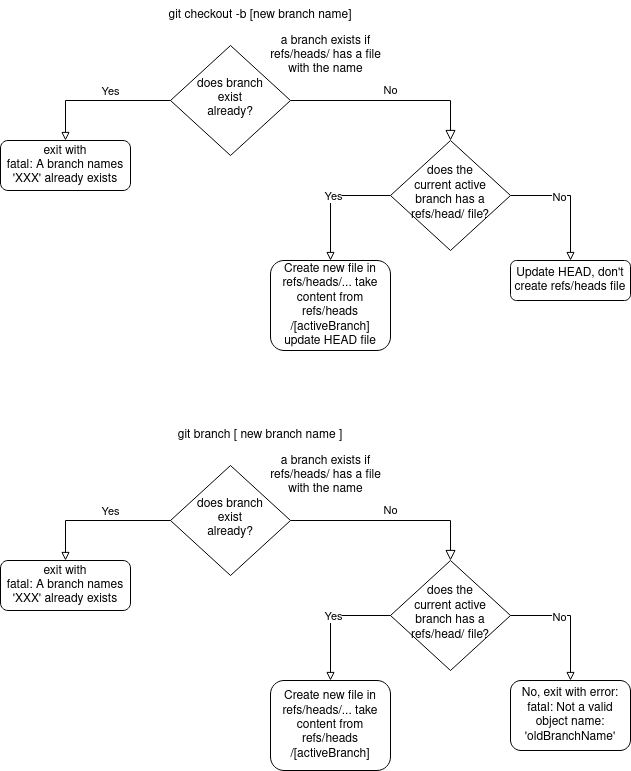 git checkout -b [new branch name]
a branch exists if
refs/heads/ has a file
with the name
does branch
exist
already?
Yes
No
exit with
fatal: A branch names
'XXX' already exists
does the
current active
branch has a
refs/head/ file?
Yes
No
Create new file in
refs/heads/... take
content from
refs/heads
/[activeBranch]
update HEAD file
Update HEAD, don't
create refs/heads file
git branch [ new branch name ]
a branch exists if
refs/heads/ has a file
with the name
does branch
exist
already?
Yes
No
exit with
fatal: A branch names
'XXX' already exists
does the
current active
branch has a
refs/head/ file?
Yes
No
Create new file in
refs/heads/... take
content from
refs/heads
/[activeBranch]
No, exit with error:
fatal: Not a valid
object name:
'oldBranchName'